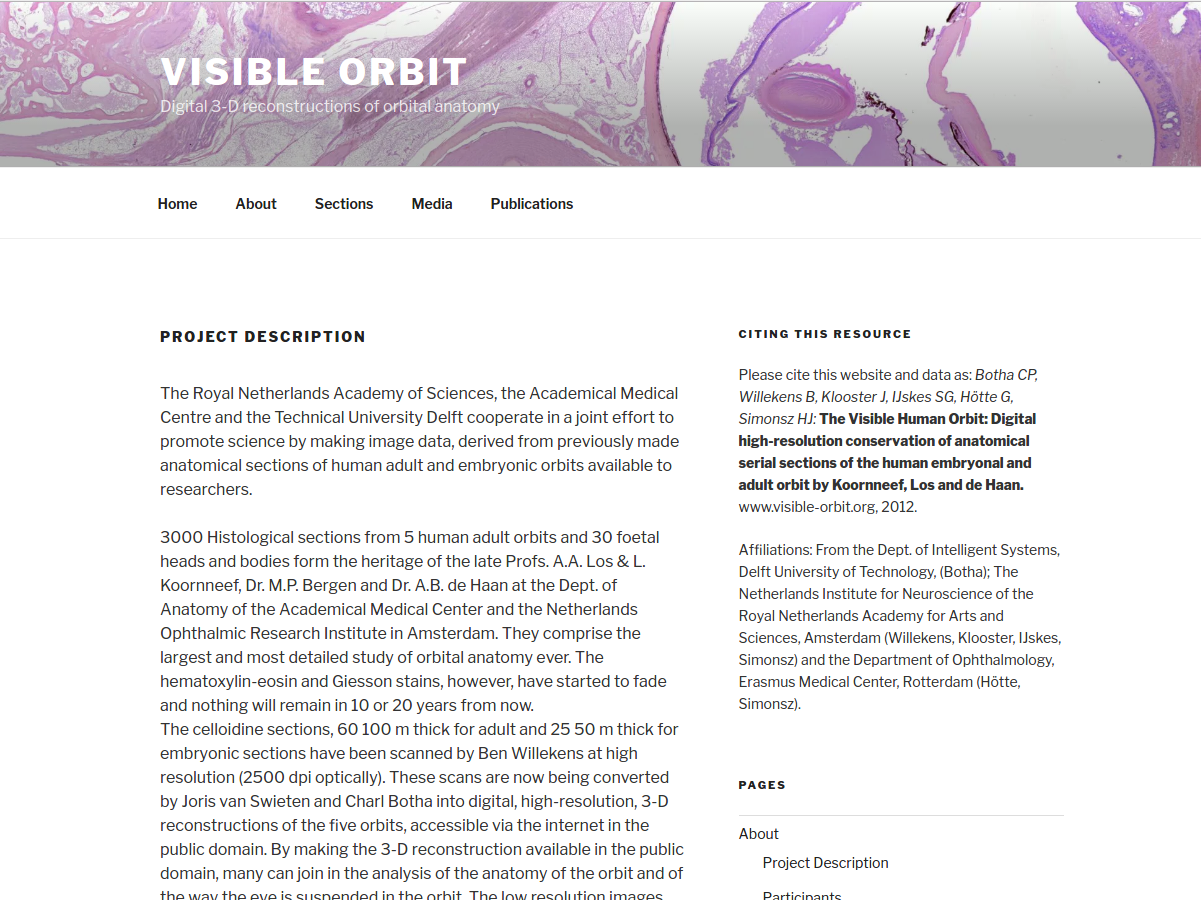 VISIBLE ORBIT
Digital 3-D reconstructions of orbital anatomy
Home About Sections Media Publications
PROJECT DESCRIPTION
The Royal Netherlands Academy of Sciences, the Academical Medical
Centre and the Technical University Delft cooperate in a joint effort to
promote science by making image data, derived from previously made
anatomical sections of human adult and embryonic orbits available to
researchers.
3000 Histological sections from 5 human adult orbits and 30 foetal
heads and bodies form the heritage of the late Profs. A.A. Los & L.
Koornneef, Dr. M.P. Bergen and Dr. A.B. de Haan at the Dept. of
Anatomy of the Academical Medical Center and the Netherlands
Ophthalmic Research Institute in Amsterdam. They comprise the
largest and most detailed study of orbital anatomy ever. The
hematoxylin-eosin and Giesson stains, however, have started to fade
and nothing will remain in 10 or 20 years from now.
The celloidine sections, 60 100 m thick for adult and 25 50 m thick for
embryonic sections have been scanned by Ben Willekens at high
resolution (2500 dpi optically). These scans are now being converted
by Joris van Swieten and Charl Botha into digital, high-resolution, 3-D
reconstructions of the five orbits, accessible via the internet in the
public domain. By making the 3-D reconstruction available in the public
domain, many can join in the analysis of the anatomy of the orbit and of
the way the eye is suspended in the orbit. The low resolution images
CITING THIS RESOURCE
Please cite this website and data as: Botha CP,
Willekens B, Klooster J, IJskes SG, Hötte G,
Simonsz HJ: The Visible Human Orbit: Digital
high-resolution conservation of anatomical
serial sections of the human embryonal and
adult orbit by Koornneef, Los and de Haan.
www.visible-orbit.org, 2012.
Affiliations: From the Dept. of Intelligent Systems,
Delft University of Technology, (Botha); The
Netherlands Institute for Neuroscience of the
Royal Netherlands Academy for Arts and
Sciences, Amsterdam (Willekens, Klooster, IJskes,
Simonsz) and the Department of Ophthalmology,
Erasmus Medical Center, Rotterdam (Hötte,
Simonsz).
PAGES
About
Project Description
Participants